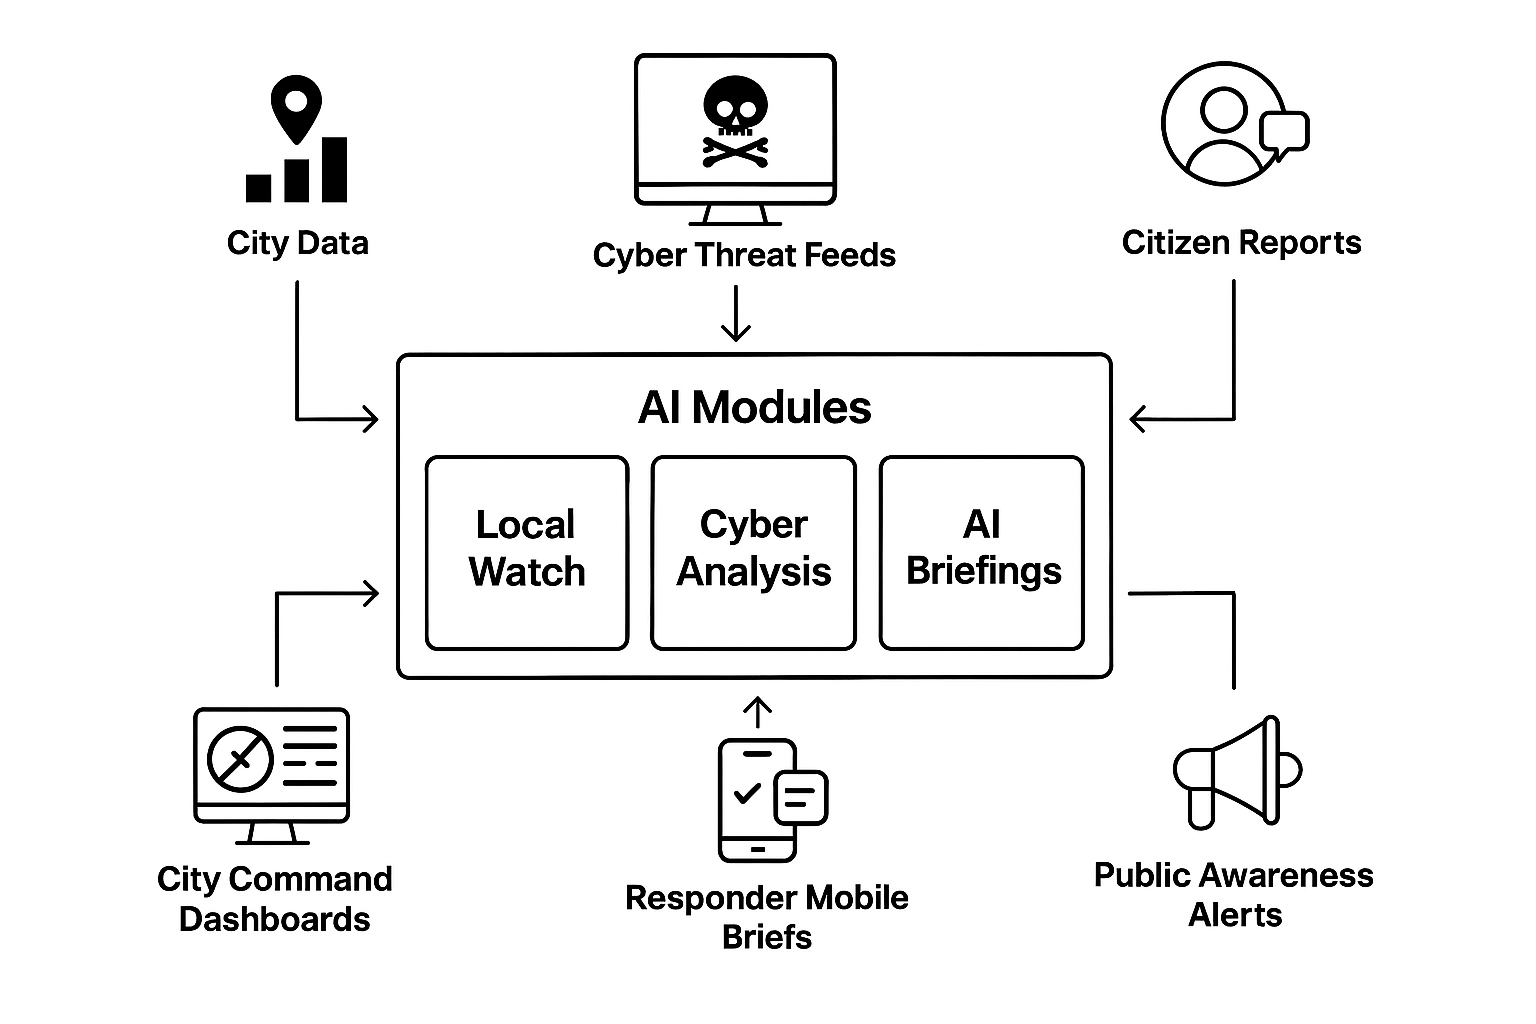 City Data
Cyber Threat Feeds
Citizen Reports
AI Modules
Local
Watch
Cyber
Analysis
AI
Briefings
City Command
Dashboards
Responder Mobile
Briefs
Public Awareness
Alerts